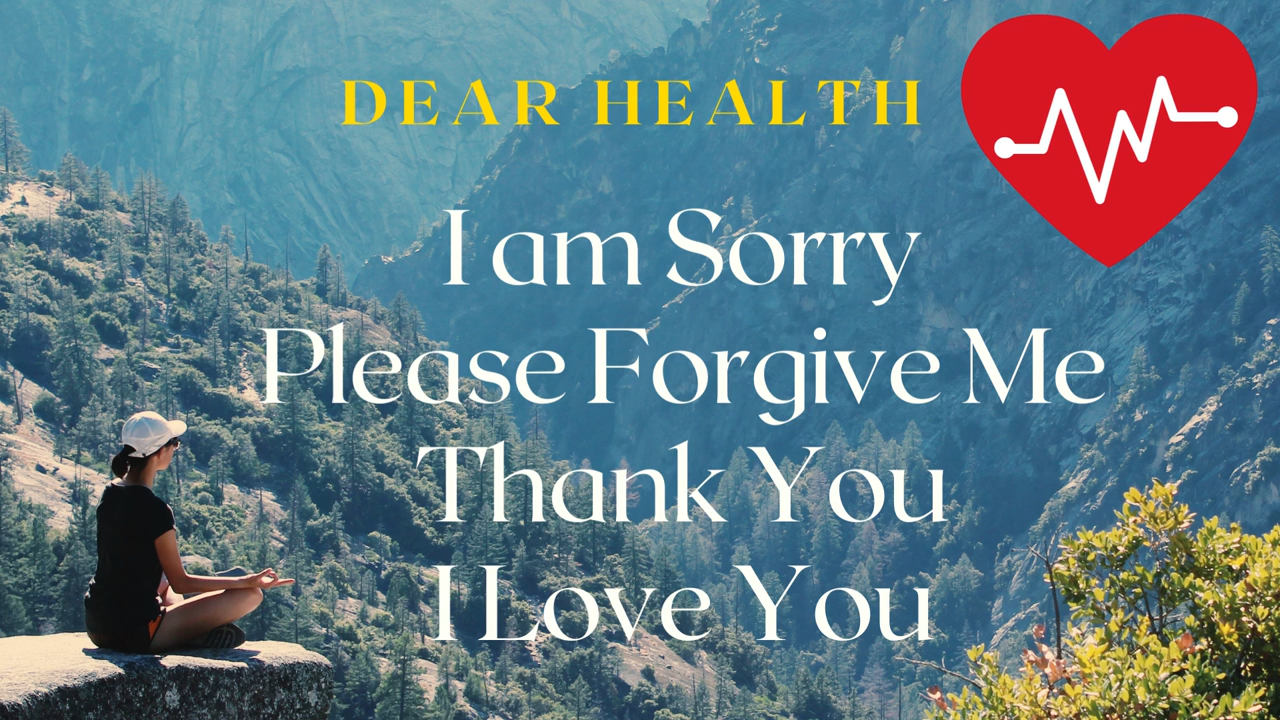 DEAR HEALTH
I am Sorry
Please Forgive Me
Thank You
I Love You